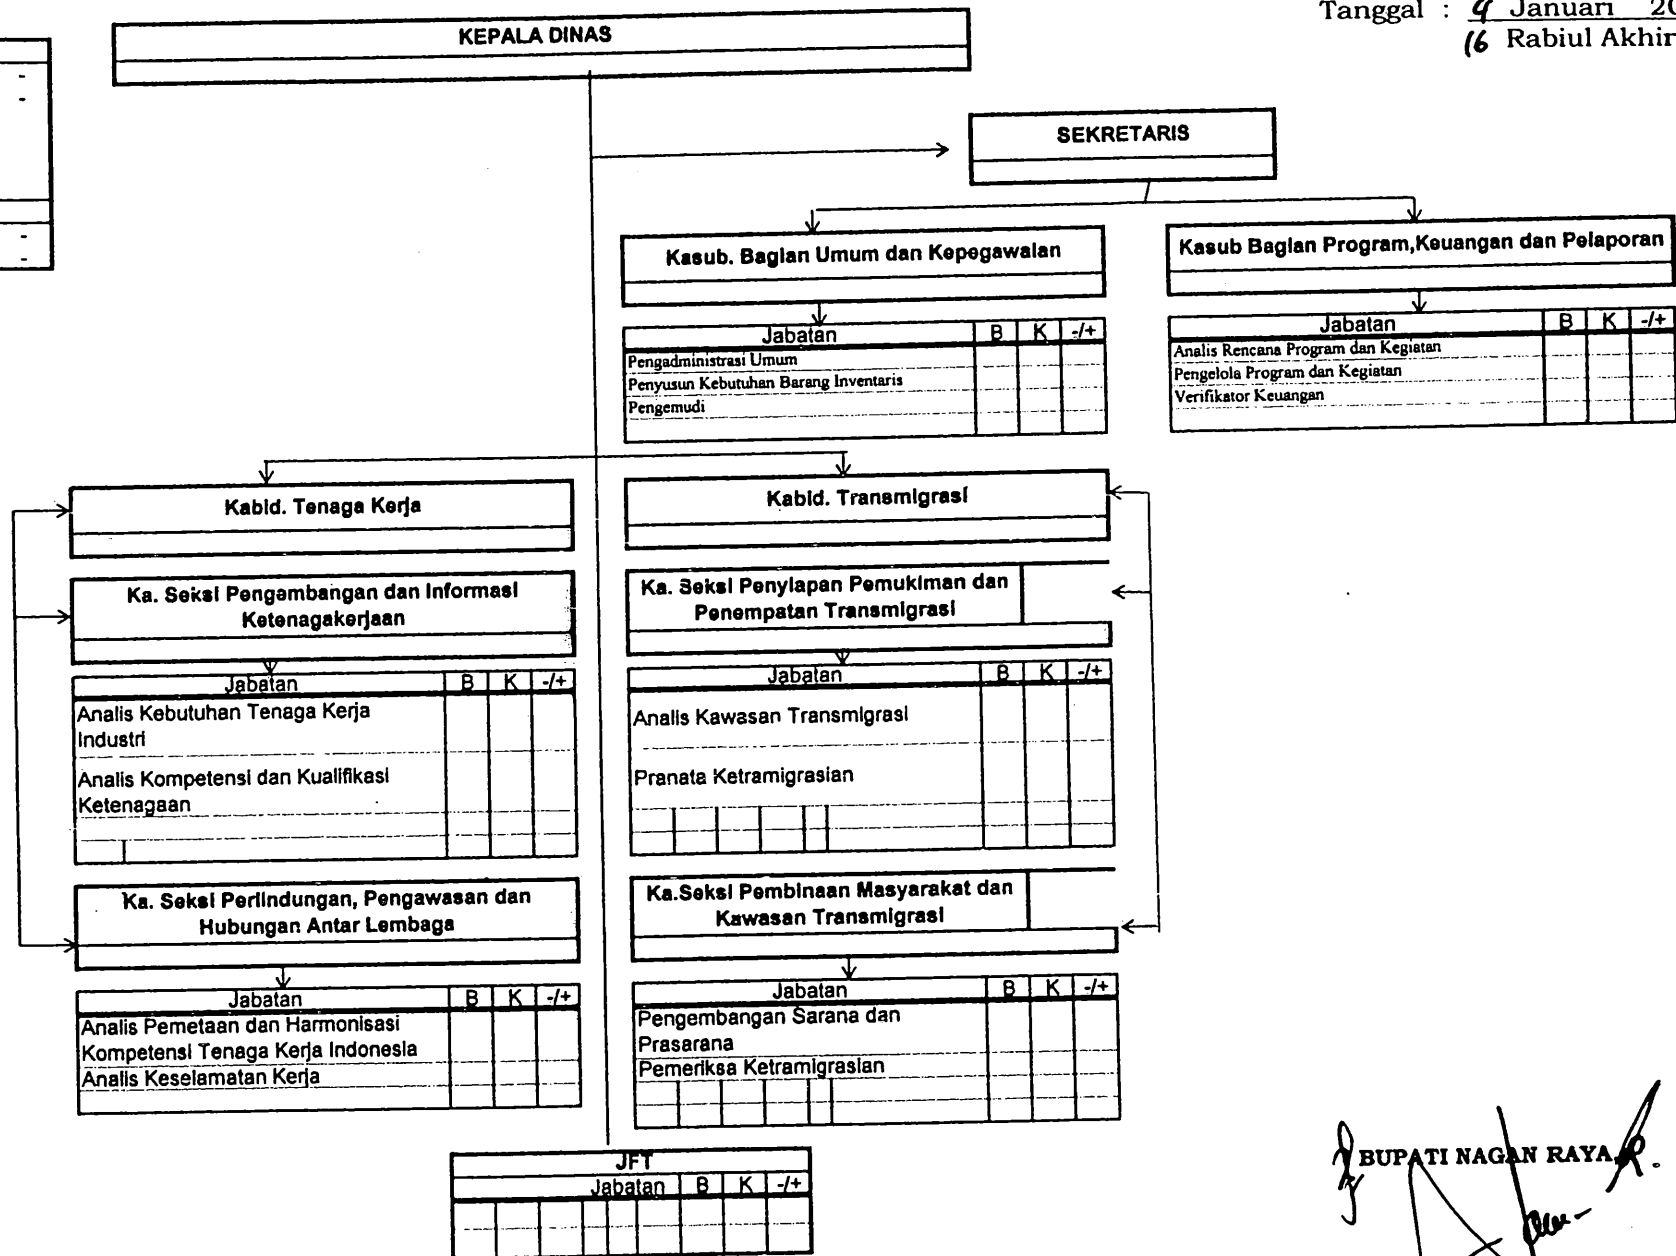 Tanggal : 4 Januari 20
16 Rabiul Akhir
KEPALA DINAS
-
-
-
-
SEKRETARIS
Kasub. Bagian Umum dan Kepegawaian
Jabatan B K -/+
Pengadministrasi Umum
Penyusun Kebutuhan Barang Inventaris
Pengemudi
Kasub Bagian Program,Keuangan dan Pelaporan
Jabatan B K -/+
Analis Rencana Program dan Kegiatan
Pengelola Program dan Kegiatan
Verifikator Keuangan
Kabid. Tenaga Kerja
Ka. Seksi Pengembangan dan Informasi
Ketenagakerjaan
Jabatan B K -/+
Analis Kebutuhan Tenaga Kerja
Industri
Analis Kompetensi dan Kualifikasi
Ketenagaan
Ka. Seksi Perlindungan, Pengawasan dan
Hubungan Antar Lembaga
Jabatan B K -/+
Analis Pemetaan dan Harmonisasi
Kompetensi Tenaga Kerja Indonesia
Analis Keselamatan Kerja
Kabid. Transmigrasi
Ka. Seksi Penyiapan Pemukiman dan
Penempatan Transmigrasi
Jabatan B K -/+
Analis Kawasan Transmigrasi
Pranata Ketramigrasian
Ka.Seksi Pembinaan Masyarakat dan
Kawasan Transmigrasi
Jabatan B K -/+
Pengembangan Sarana dan
Prasarana
Pemeriksa Ketramigrasian
JFT
Jabatan B K -/+
BUPATI NAGAN RAYA